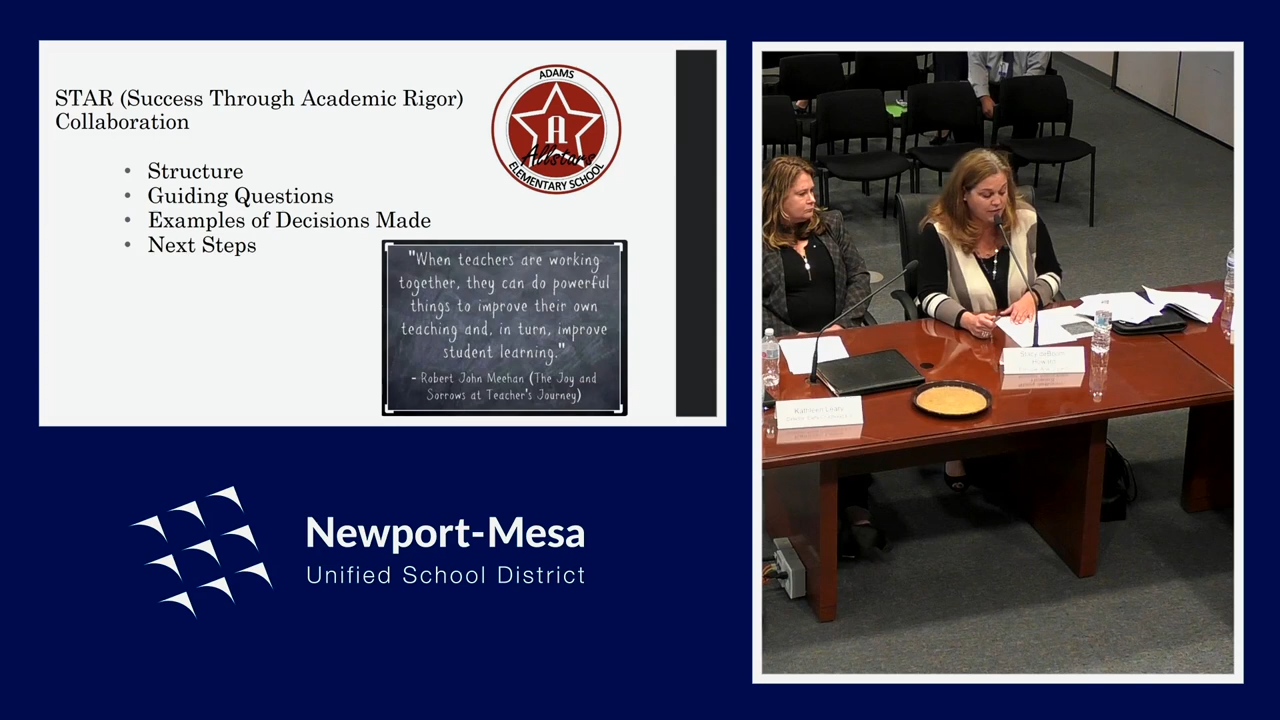 STAR (Success Through Academic Rigor)
Collaboration
• Structure
• Guiding Questions
• Examples of Decisions Made
• Next Steps
ADAMS
A
Allstars
ELEMENTARY SCHOOL
"When teachers are working
together, they can do powerful
things to improve their own
teaching and, in turn, improve
student learning."
- Robert John Meehan (The Joy and
Sorrows at Teacher's Journey)
Newport-Mesa
Unified School District
Kathleen Leary